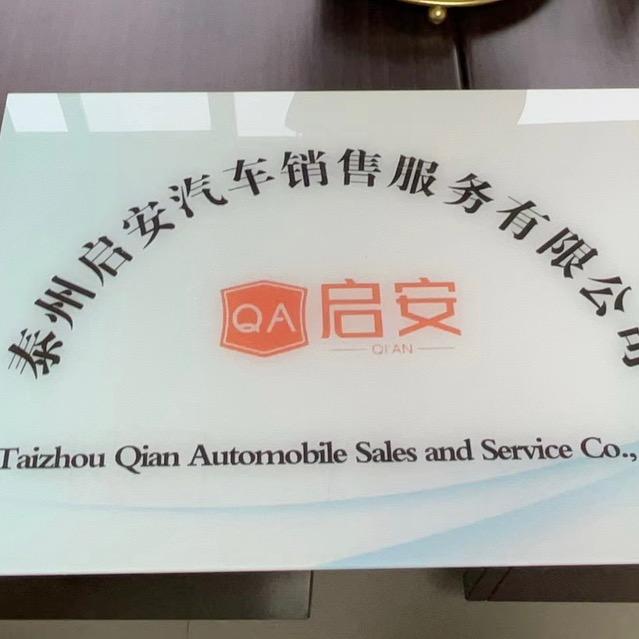 泰州启安汽车销售服务有限公司
QA 启安
QI'AN
Taizhou Qian Automobile Sales and Service Co.,